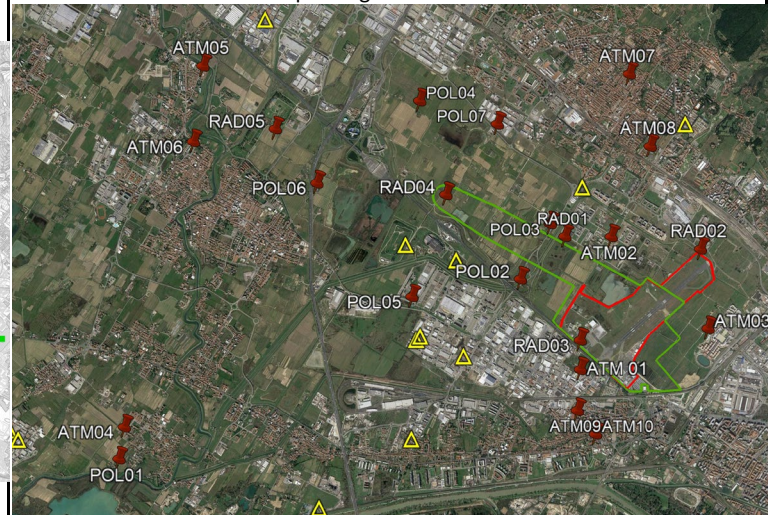 ATM05
ATM07
POL04
POL07
RAD05
ATM08
ATM06
POL06
RAD04
RAD01
POL03
RAD02
ATM02
POL02
POL05
ATM03
RAD03
ATM 01
ATM04
ATM09
ATM10
POL01